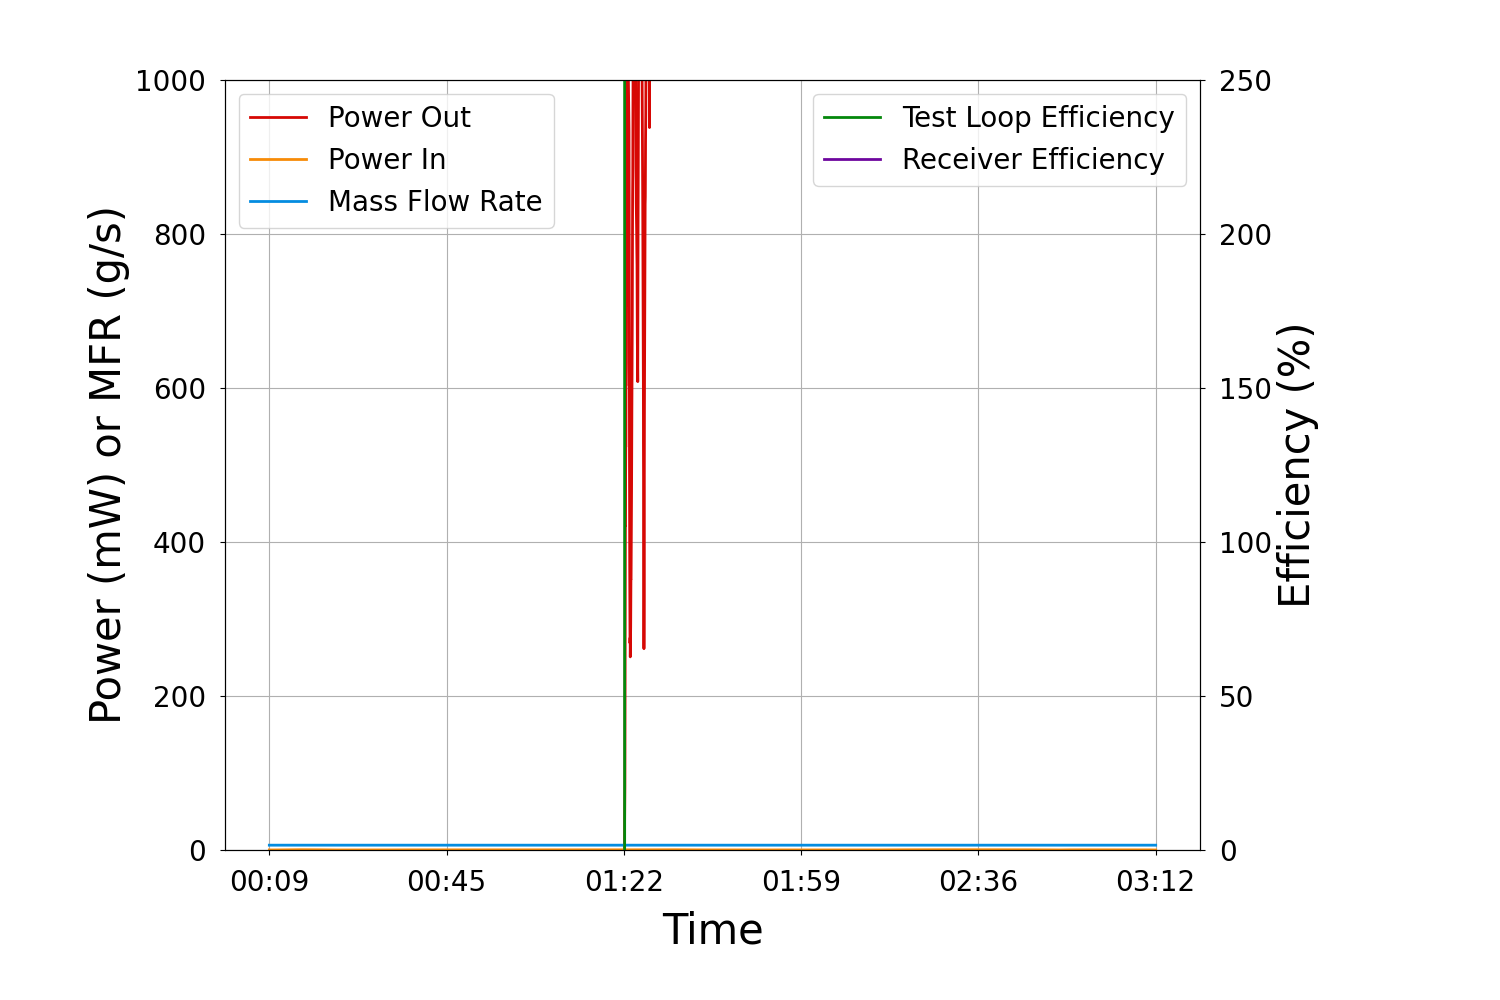 1000
800
600
400
200
0
Power (mW) or MFR (g/s)
Power Out
Power In
Mass Flow Rate
Test Loop Efficiency
Receiver Efficiency
250
200
150
100
50
0
Efficiency (%)
00:09 00:45 01:22 01:59 02:36 03:12
Time